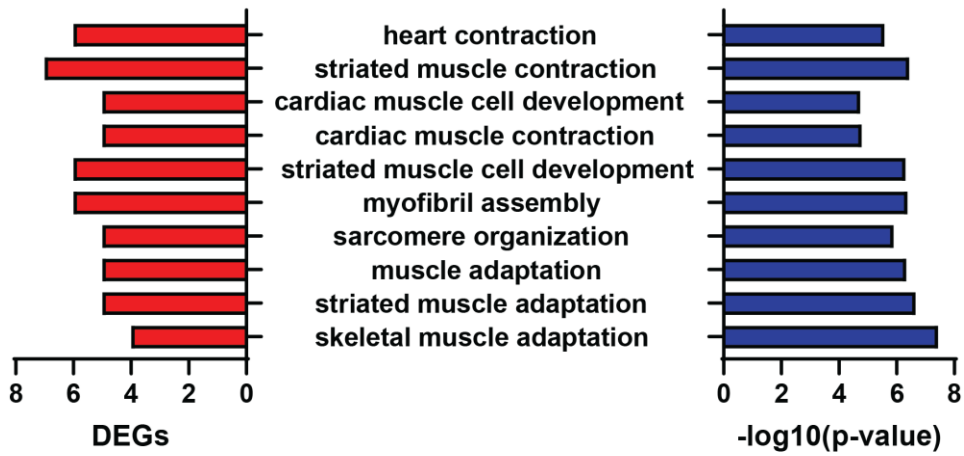 heart contraction
striated muscle contraction
cardiac muscle cell development
cardiac muscle contraction
striated muscle cell development
myofibril assembly
sarcomere organization
muscle adaptation
striated muscle adaptation
skeletal muscle adaptation
8 6 4 2 0
0 2 4 6 8
DEGs
-log10(p-value)